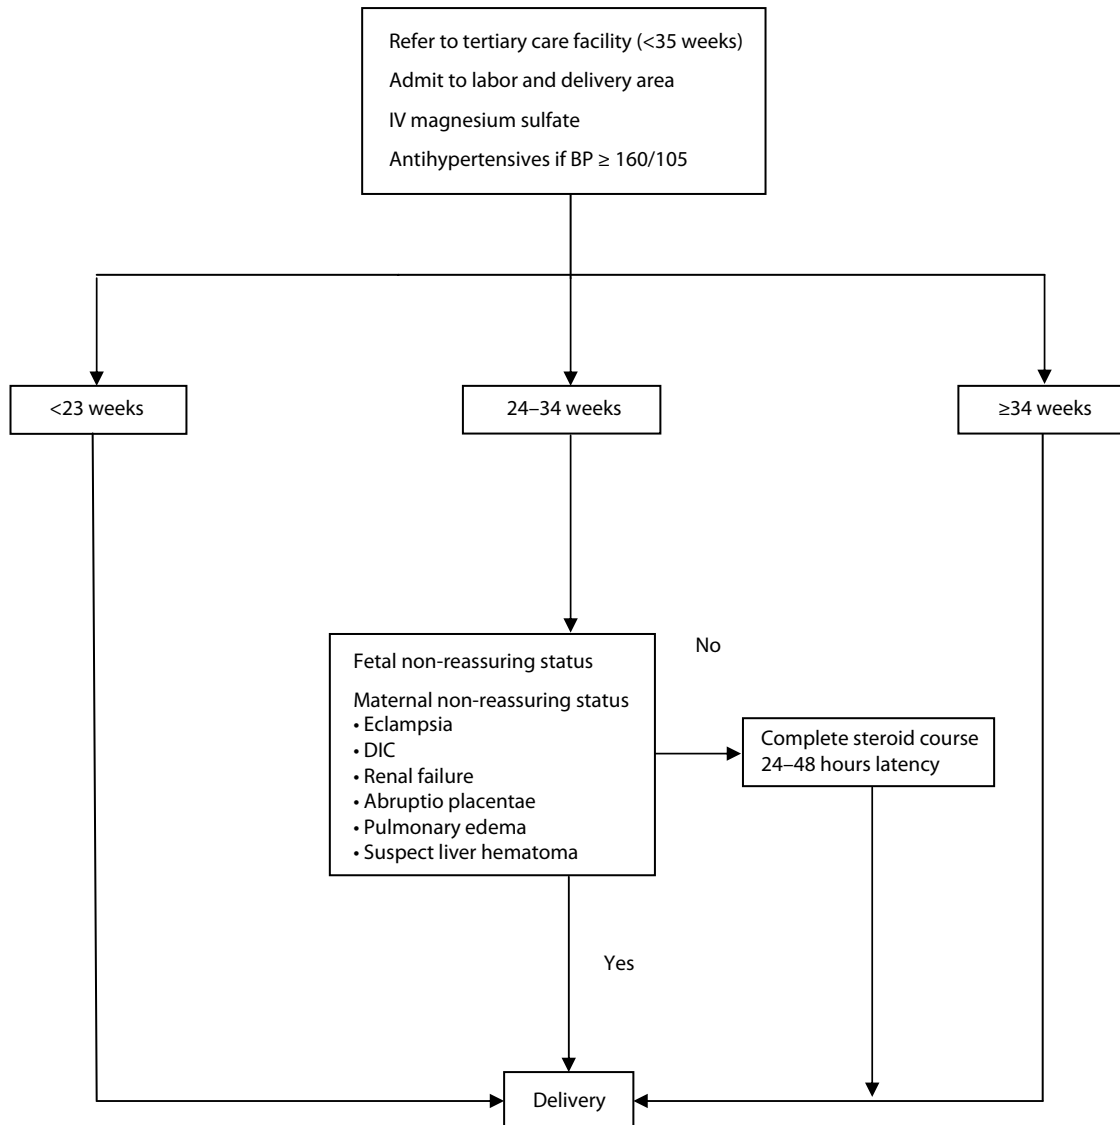 Refer to tertiary care facility (<35 weeks)
Admit to labor and delivery area
IV magnesium sulfate
Antihypertensives if BP ≥ 160/105
<23 weeks
24–34 weeks
≥34 weeks
Fetal non-reassuring status
Maternal non-reassuring status
• Eclampsia
• DIC
• Renal failure
• Abruptio placentae
• Pulmonary edema
• Suspect liver hematoma
No
Complete steroid course
24–48 hours latency
Yes
Delivery